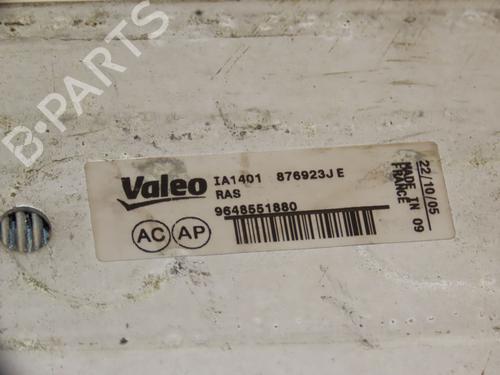 B-PARTS
Valeo
IA1401 876923J E
RAS
9648551880
AC AP
22/10/05
MADE IN 09
FRANCE